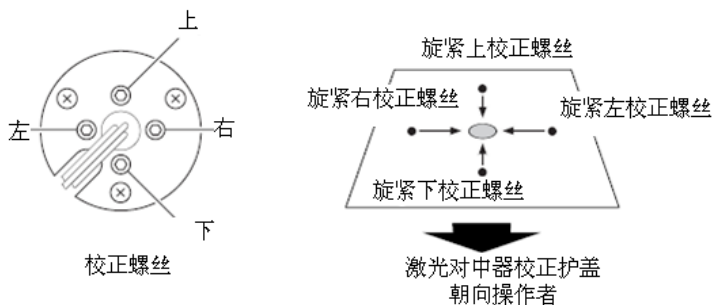 上
左
右
下
校正螺丝
旋紧上校正螺丝
旋紧右校正螺丝
旋紧左校正螺丝
旋紧下校正螺丝
激光对中器校正护盖
朝向操作者